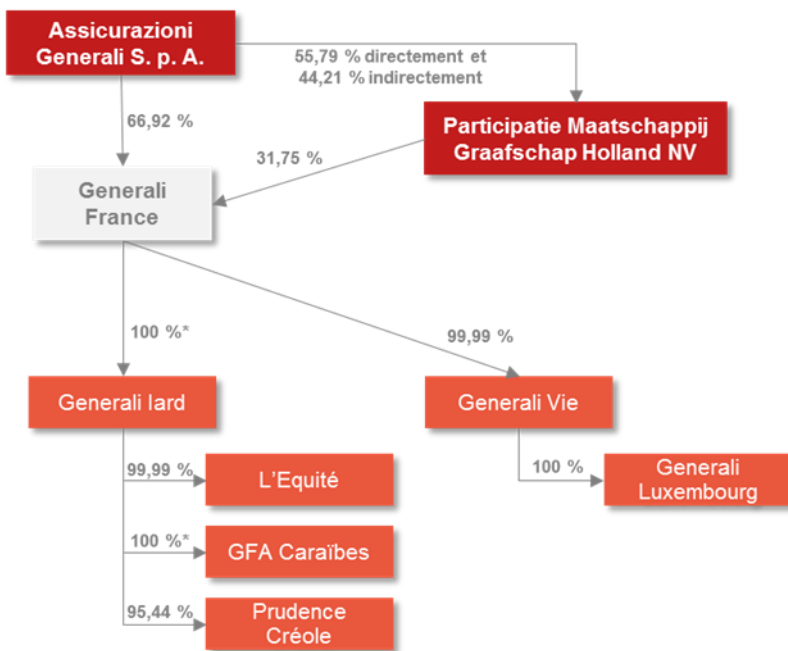 Assicurazioni
Generali S. p. A.
55,79 % directement et
44,21 % indirectement
66,92 %
Participatie Maatschappij
Graafschap Holland NV
31,75 %
Generali
France
100 %*
99,99 %
Generali Iard
Generali Vie
99,99 %
L'Equité
100 %
Generali
Luxembourg
100 %*
GFA Caraïbes
95,44 %
Prudence
Créole